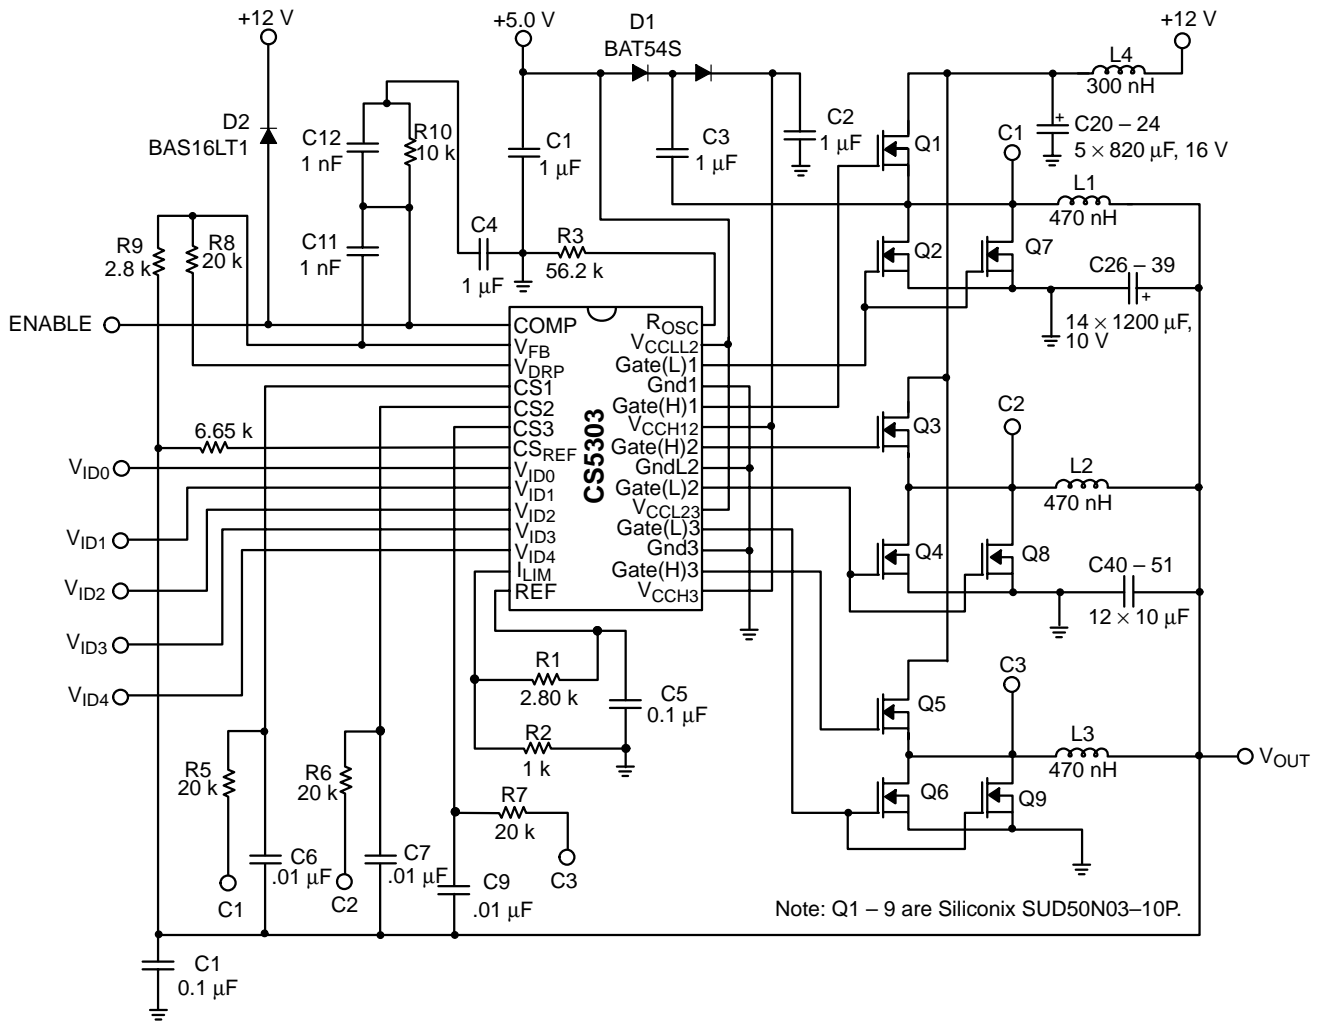 +12 V
+5.0 V
D1
BAT54S
+12 V
L4
300 nH
D2
BAS16LT1
C12
1 nF
R10
10 k
C1
1 μF
C3
1 μF
C2
1 μF
Q1
C1
C20 – 24
5 × 820 μF, 16 V
L1
470 nH
R9
2.8 k
R8
20 k
C11
1 nF
C4
1 μF
R3
56.2 k
Q2
Q7
C26 – 39
+
14 × 1200 μF,
10 V
ENABLE
COMP
VFB
VDRP
CS1
CS2
CS3
CSREF
VID0
VID1
VID2
VID3
VID4
ILIM
REF
CS5303
ROSC
VCCLL2
Gate(L)1
Gnd1
Gate(H)1
VCCH12
Gate(H)2
GndL2
Gate(L)2
VCCL23
Gate(L)3
Gnd3
Gate(H)3
VCCH3
6.65 k
VID0
VID1
VID2
VID3
VID4
Q3
C2
L2
470 nH
Q4
Q8
C40 – 51
12 × 10 μF
R1
2.80 k
R2
1 k
C5
0.1 μF
Q5
C3
L3
470 nH
VOUT
Q6
Q9
R5
20 k
R6
20 k
R7
20 k
C6
.01 μF
C7
.01 μF
C9
.01 μF
C1
C2
C3
Note: Q1 – 9 are Siliconix SUD50N03–10P.
C1
0.1 μF